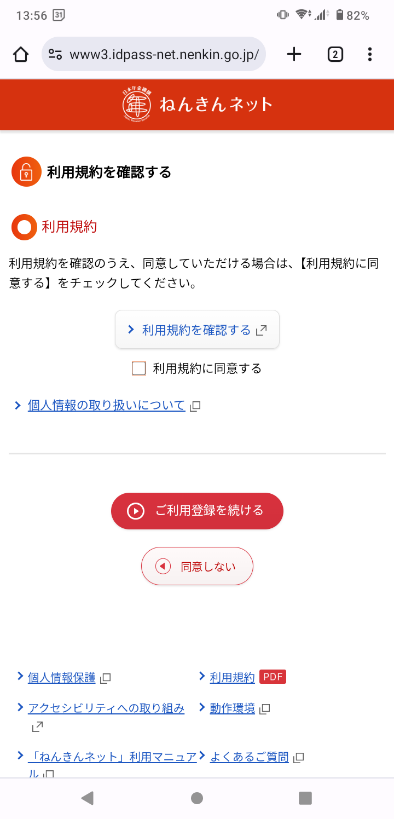 13:56 31 82%
www3.idpass-net.nenkin.go.jp/ 2
日本年金機構 ねんきんネット
利用規約を確認する
利用規約
利用規約を確認のうえ、同意していただける場合は、【利用規約に同
意する】をチェックしてください。
利用規約を確認する
利用規約に同意する
個人情報の取り扱いについて
ご利用登録を続ける
同意しない
個人情報保護 利用規約 PDF
アクセシビリティへの取り組み 動作環境
「ねんきんネット」利用マニュア よくあるご質問
ル